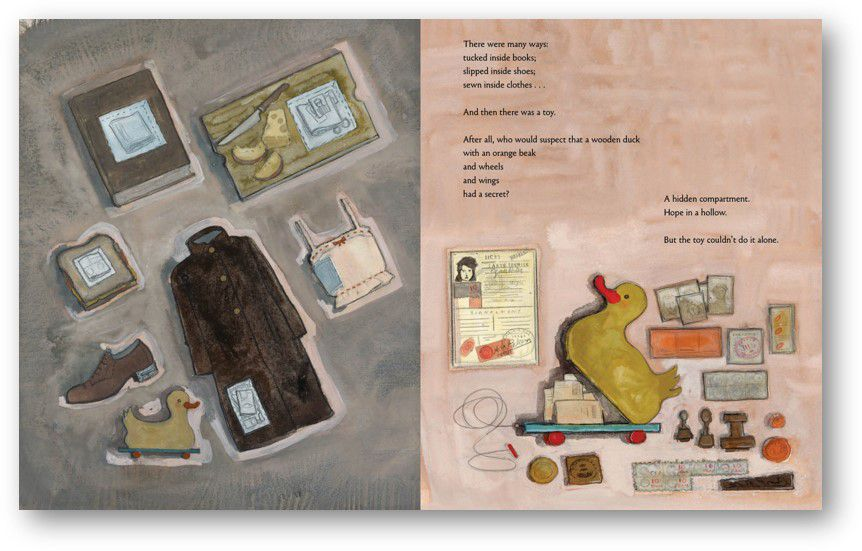 There were many ways:
tucked inside books;
slipped inside shoes;
sewn inside clothes . . .
And then there was a toy.
After all, who would suspect that a wooden duck
with an orange beak
and wheels
and wings
had a secret?
A hidden compartment.
Hope in a hollow.
But the toy couldn't do it alone.